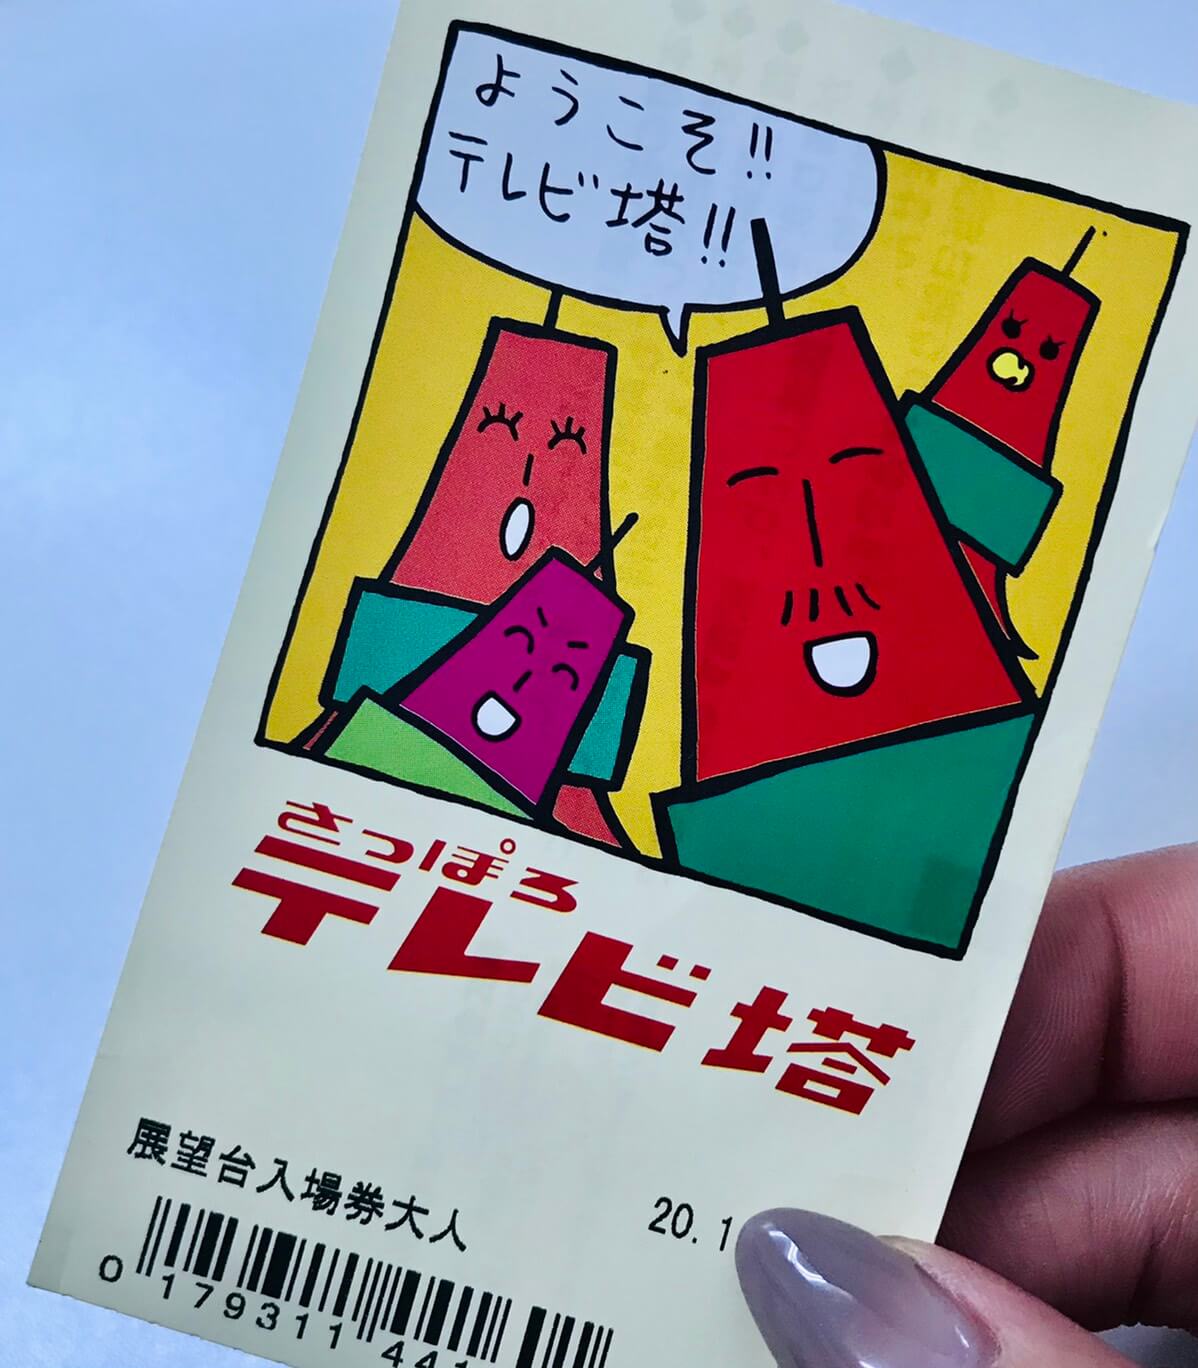 ようこそ!!
テレビ塔!!
さっぽろ
テレビ塔
展望台入場券大人
20.1
0 179311 441